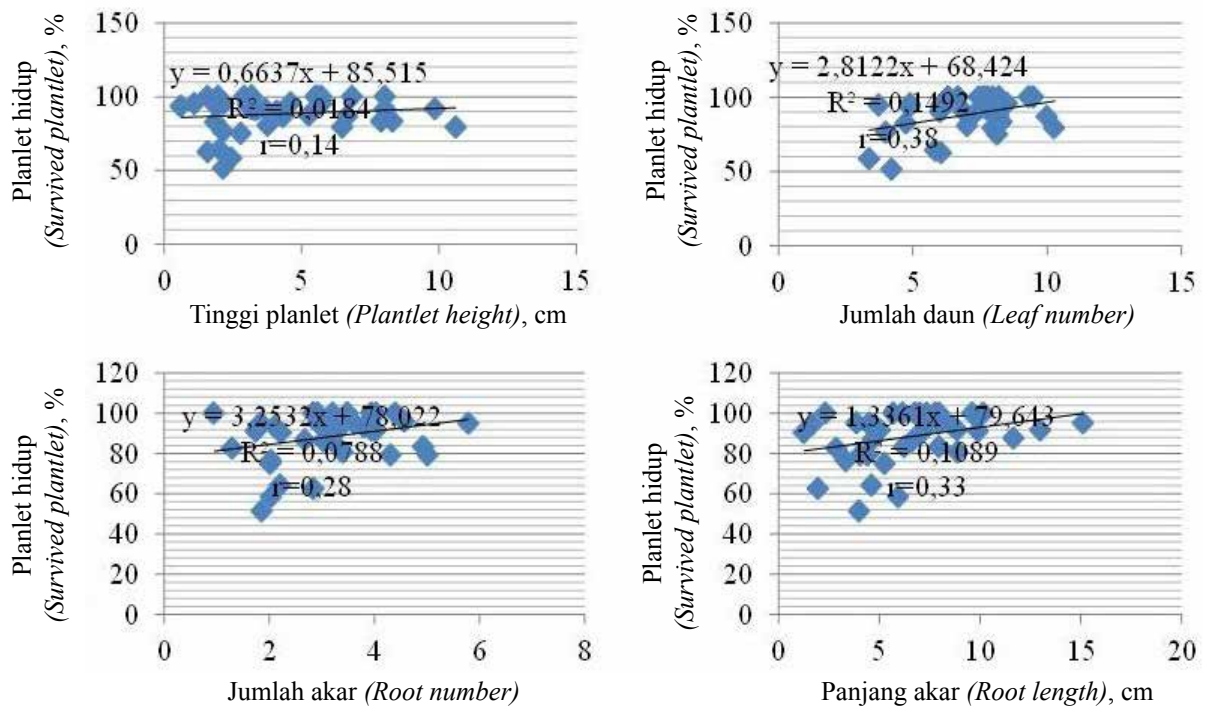 Planlet hidup
(Survived plantlet), %
150
100
50
0
y = 0,6637x + 85,515
R² = 0,0184
r=0,14
0 5 10 15
Tinggi planlet (Plantlet height), cm
Planlet hidup
(Survived plantlet), %
150
100
50
0
y = 2,8122x + 68,424
R² = 0,1492
r=0,38
0 5 10 15
Jumlah daun (Leaf number)
Planlet hidup
(Survived plantlet), %
120
100
80
60
40
20
0
y = 3,2532x + 78,022
R² = 0,0788
r=0,28
0 2 4 6 8
Jumlah akar (Root number)
Planlet hidup
(Survived plantlet), %
120
100
80
60
40
20
0
y = 1,3361x + 79,643
R² = 0,1089
r=0,33
0 5 10 15 20
Panjang akar (Root length), cm